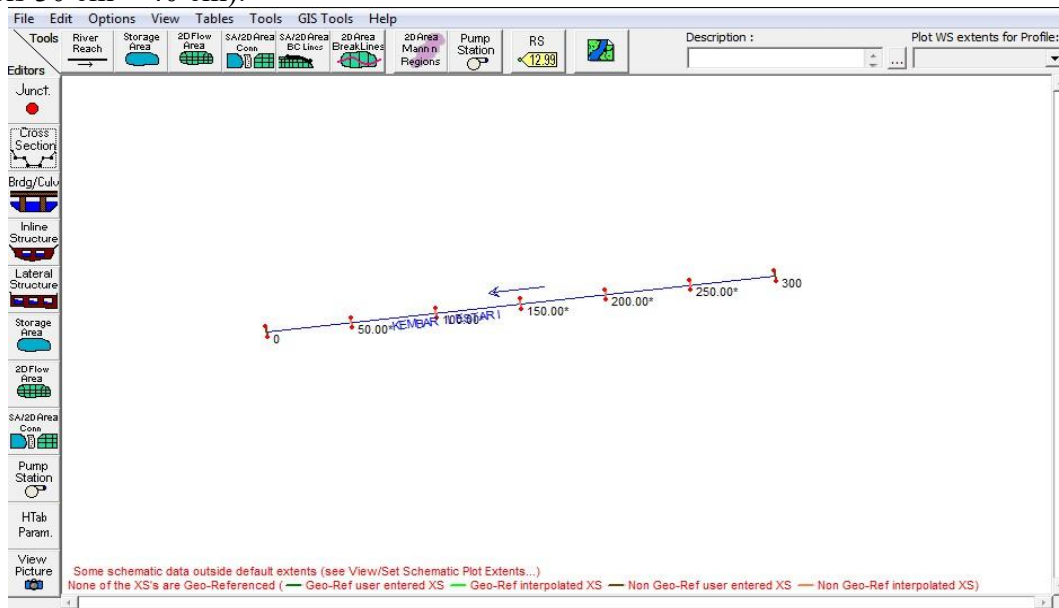 File Edit Options View Tables Tools GIS Tools Help
Tools
Editors
River Reach
Storage Area
2D Flow Area
SA/2D Area Conn
SA/2D Area BC Lines
2D Area BreakLines
2D Area Mann n Regions
Pump Station
RS
12.99
Description :
...
Plot WS extents for Profile:
Junct.
Cross Section
Brdg/Culv
Inline Structure
Lateral Structure
Storage Area
2D Flow Area
SA/2D Area Conn
Pump Station
HTab Param.
View Picture
300
250.00*
200.00*
150.00*
100.00*
50.00*
0
KEMBAR LESTARI
Some schematic data outside default extents (see View/Set Schematic Plot Extents...)
None of the XS's are Geo-Referenced ( — Geo-Ref user entered XS — Geo-Ref interpolated XS — Non Geo-Ref user entered XS — Non Geo-Ref interpolated XS)